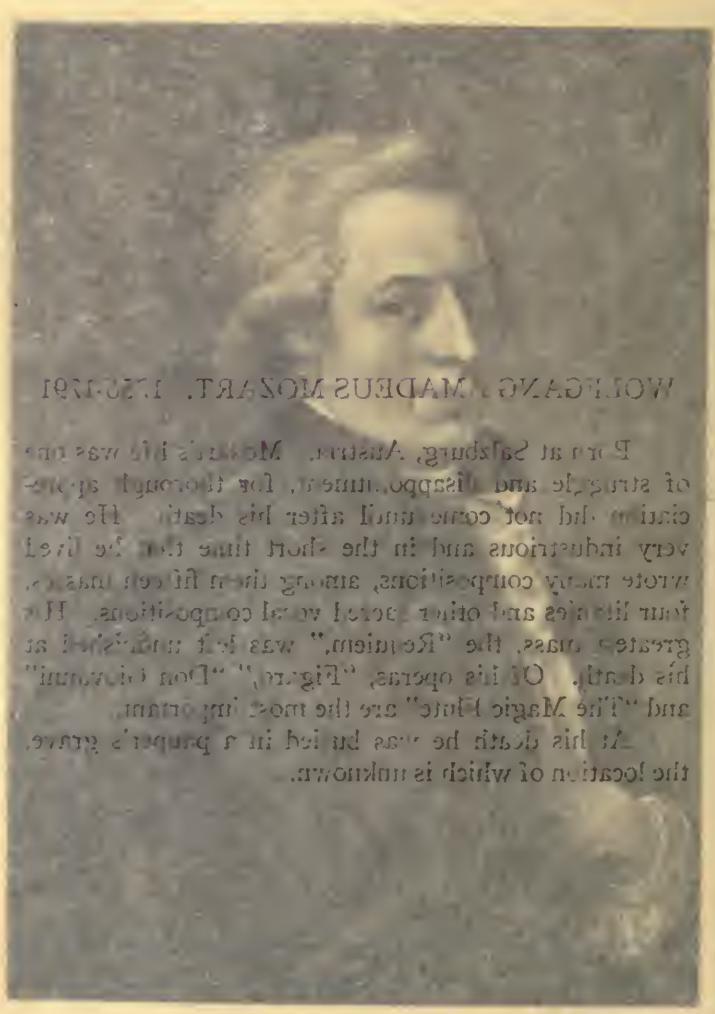 WOLFGANG AMADEUS MOZART. 1756-1791
Born at Salzburg, Austria. Mozart's life was one
of struggle and disappointment, for thorough appre-
ciation did not come until after his death. He was
very industrious and in the short time that he lived
wrote many compositions, among them fifteen masses,
four litanies and other sacred vocal compositions. His
greatest mass, the "Requiem," was left unfinished at
his death. Of his operas, "Figaro," "Don Giovanni"
and "The Magic Flute" are the most important.
At his death he was buried in a pauper's grave,
the location of which is unknown.